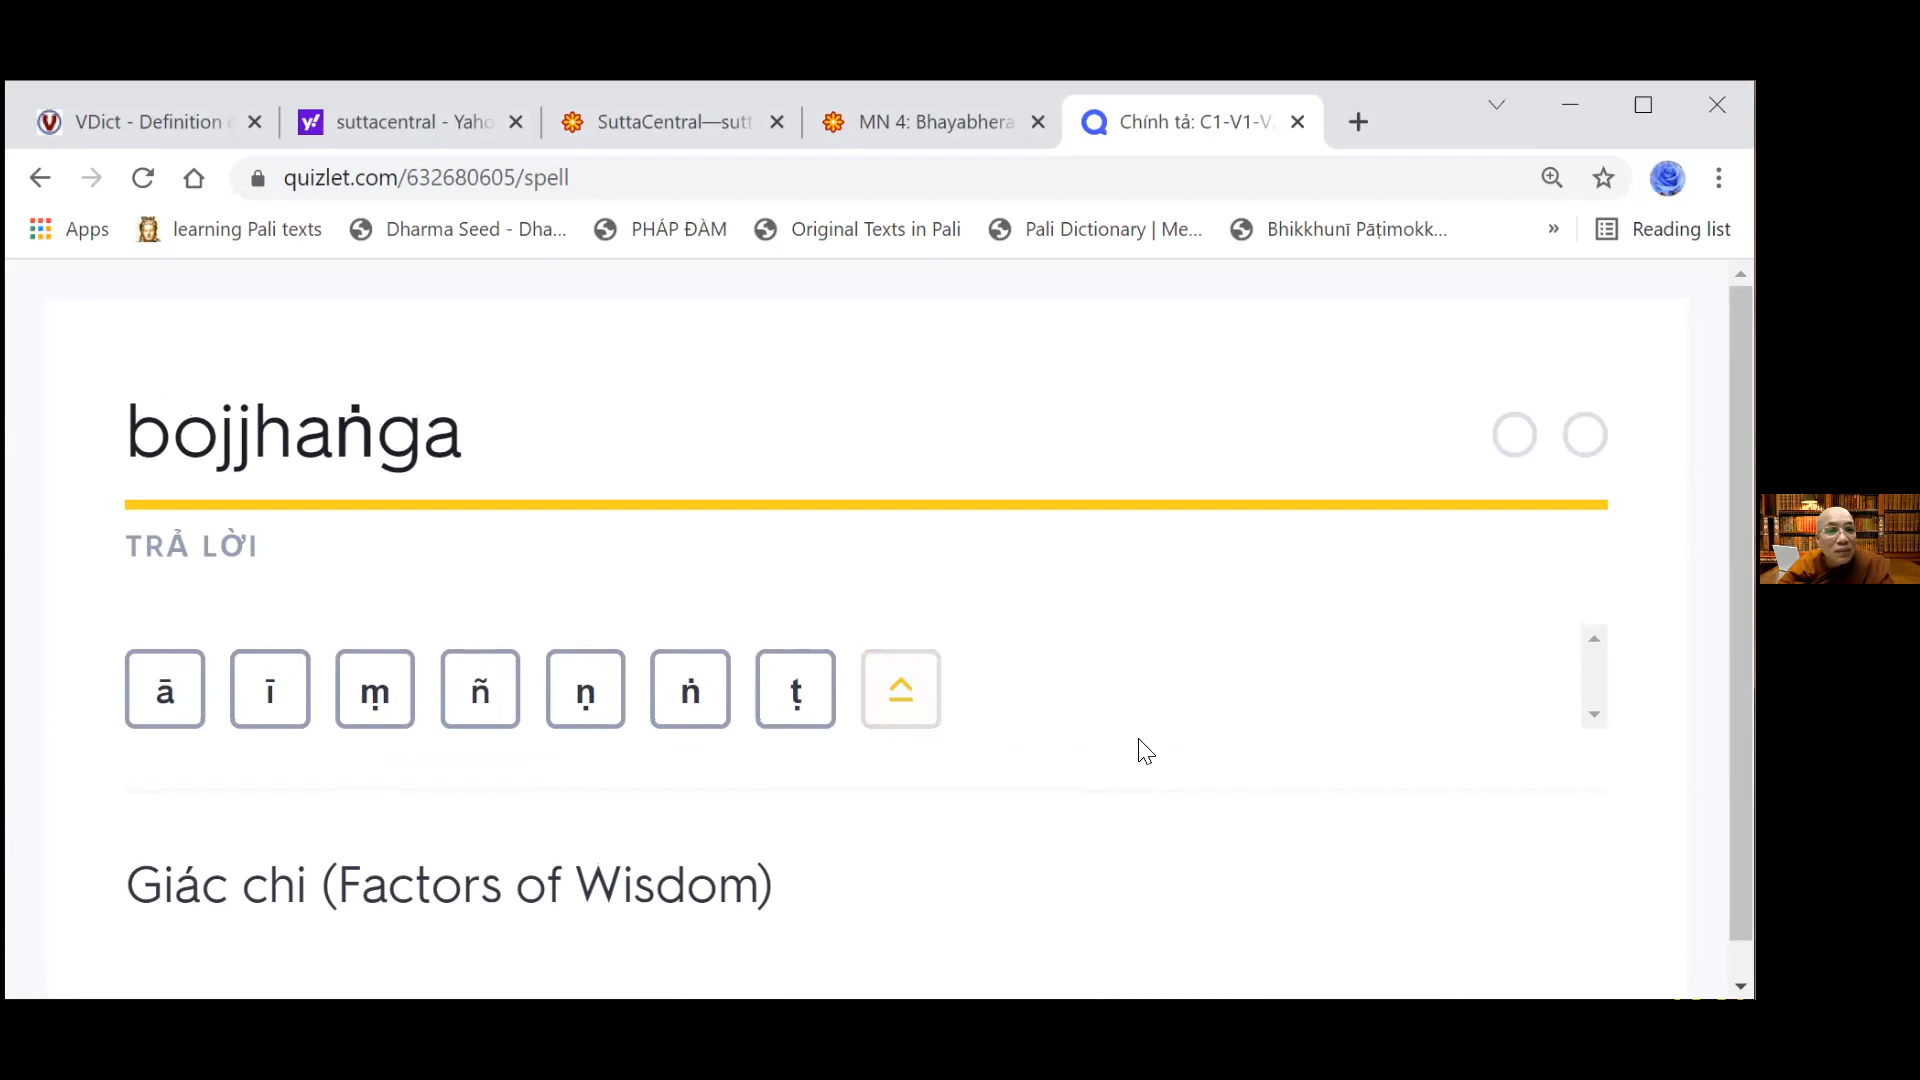 VDict - Definition
suttacentral - Yaho
SuttaCentral—sutt
MN 4: Bhayabhera
Chính tả: C1-V1-V
quizlet.com/632680605/spell
Apps
learning Pali texts
Dharma Seed - Dha...
PHÁP ĐÀM
Original Texts in Pali
Pali Dictionary | Me...
Bhikkhunī Pāṭimokk...
»
Reading list
bojjhaṅga
TRẢ LỜI
ā ī ṃ ñ ṇ ṅ ṭ
Giác chi (Factors of Wisdom)